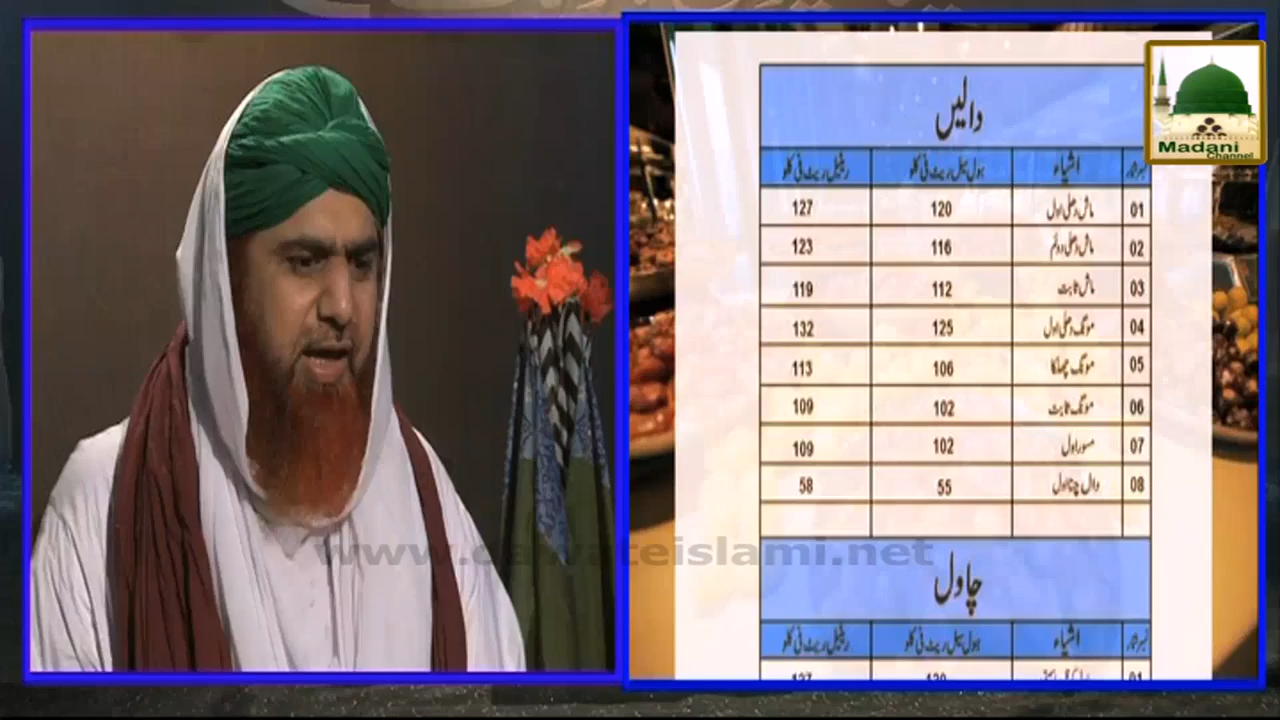 Madani
Channel
دالیں
نمبر شمار اشیاء ہول سیل ریٹ فی کلو ریٹیل ریٹ فی کلو
01 ماش دھلی اول 120 127
02 ماش دھلی دوئم 116 123
03 ماش ثابت 112 119
04 مونگ دھلی اول 125 132
05 مونگ چھلکا 106 113
06 مونگ ثابت 102 109
07 مسور اول 102 109
08 دال چنا اول 55 58
چاول
نمبر شمار اشیاء ہول سیل ریٹ فی کلو ریٹیل ریٹ فی کلو
www.dawateislami.net